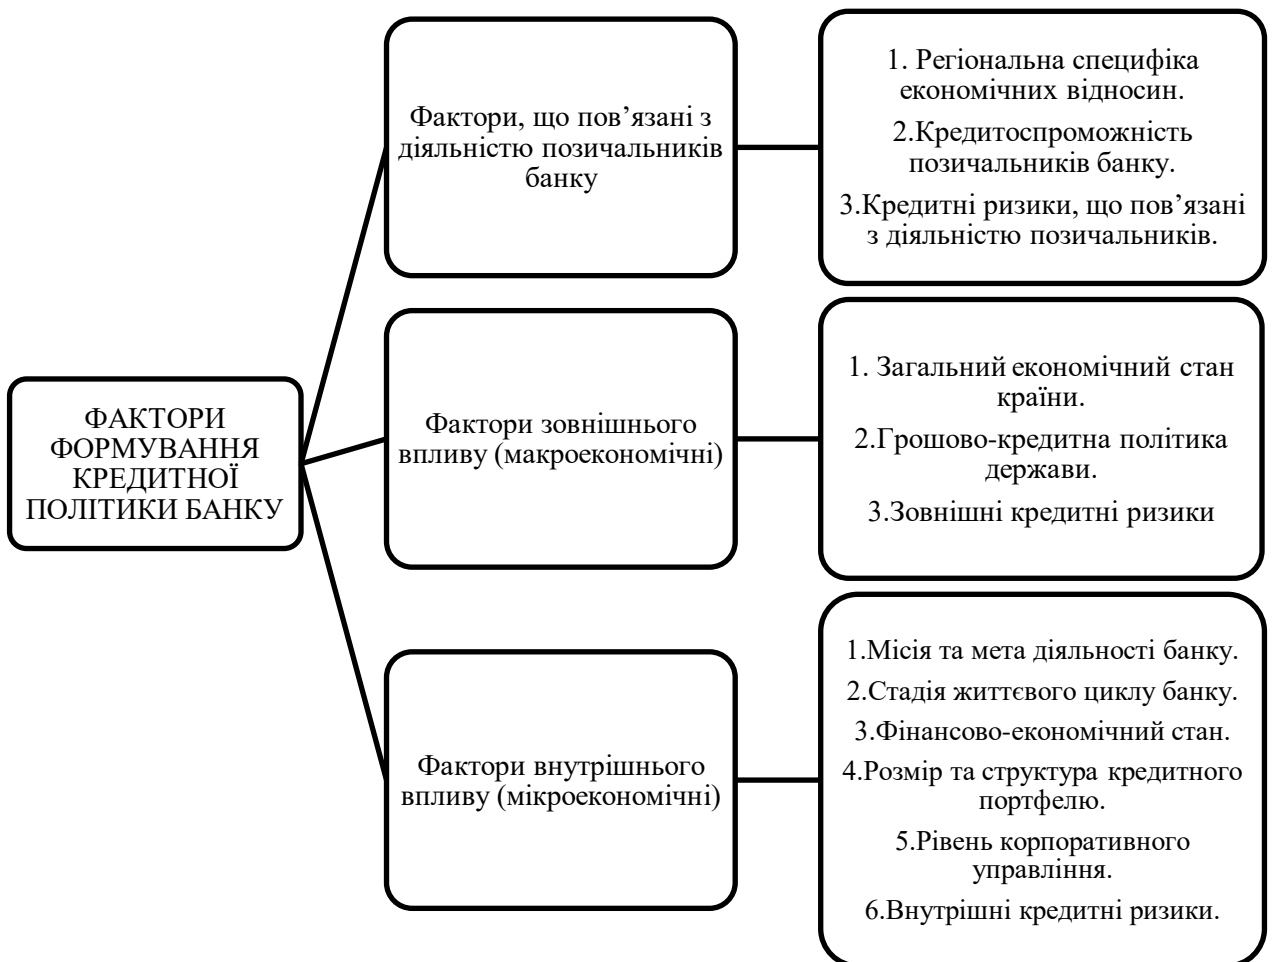 ФАКТОРИ
ФОРМУВАННЯ
КРЕДИТНОЇ
ПОЛІТИКИ БАНКУ
Фактори, що пов’язані з
діяльністю позичальників
банку
1. Регіональна специфіка
економічних відносин.
2.Кредитоспроможність
позичальників банку.
3.Кредитні ризики, що пов’язані
з діяльністю позичальників.
Фактори зовнішнього
впливу (макроекономічні)
1. Загальний економічний стан
країни.
2.Грошово-кредитна політика
держави.
3.Зовнішні кредитні ризики
Фактори внутрішнього
впливу (мікроекономічні)
1.Місія та мета діяльності банку.
2.Стадія життєвого циклу банку.
3.Фінансово-економічний стан.
4.Розмір та структура кредитного
портфелю.
5.Рівень корпоративного
управління.
6.Внутрішні кредитні ризики.